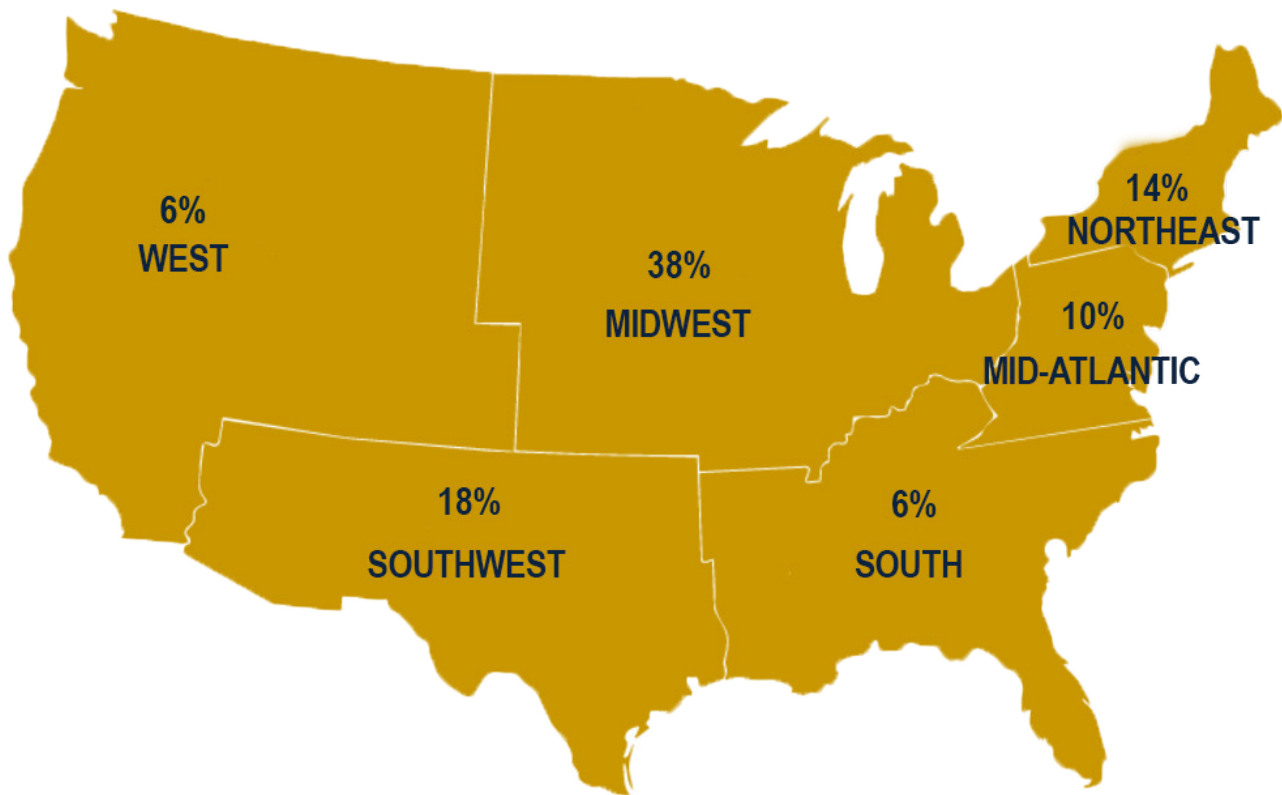 14%
NORTHEAST
6%
WEST
38%
MIDWEST
10%
MID-ATLANTIC
18%
SOUTHWEST
6%
SOUTH